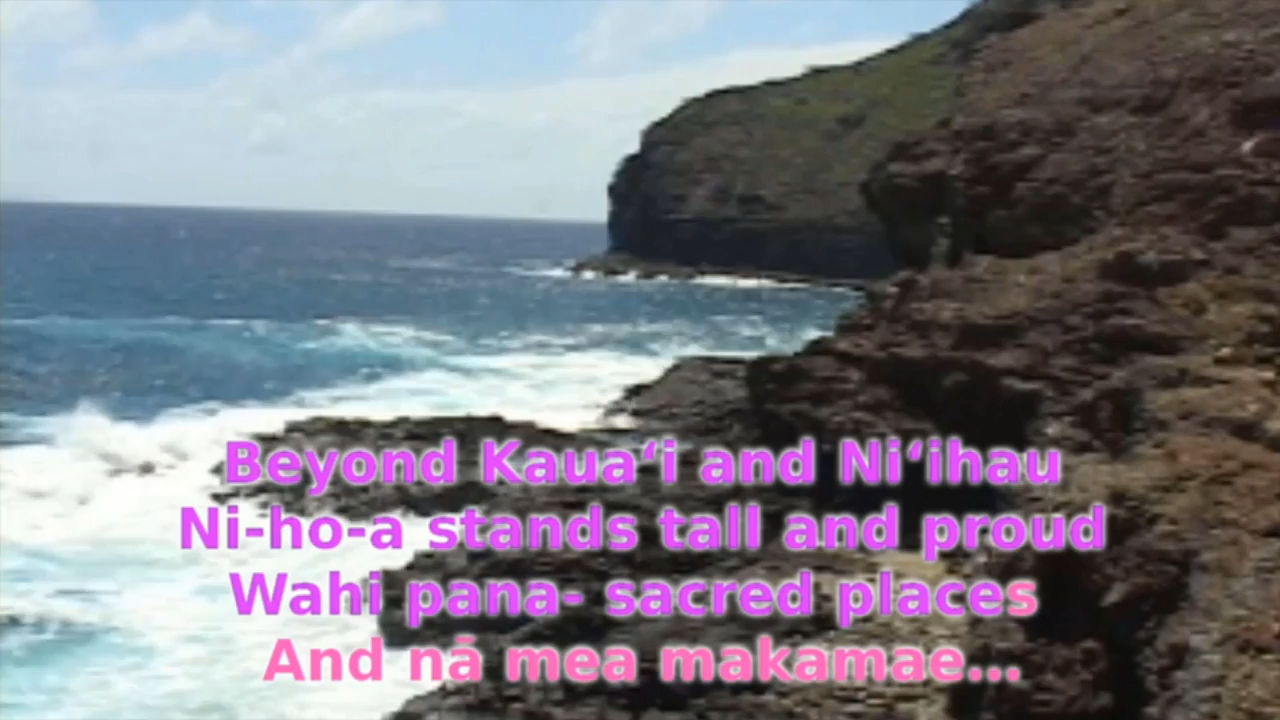 Beyond Kauaʻi and Niʻihau
Ni-ho-a stands tall and proud
Wahi pana- sacred places
And nā mea makamae...